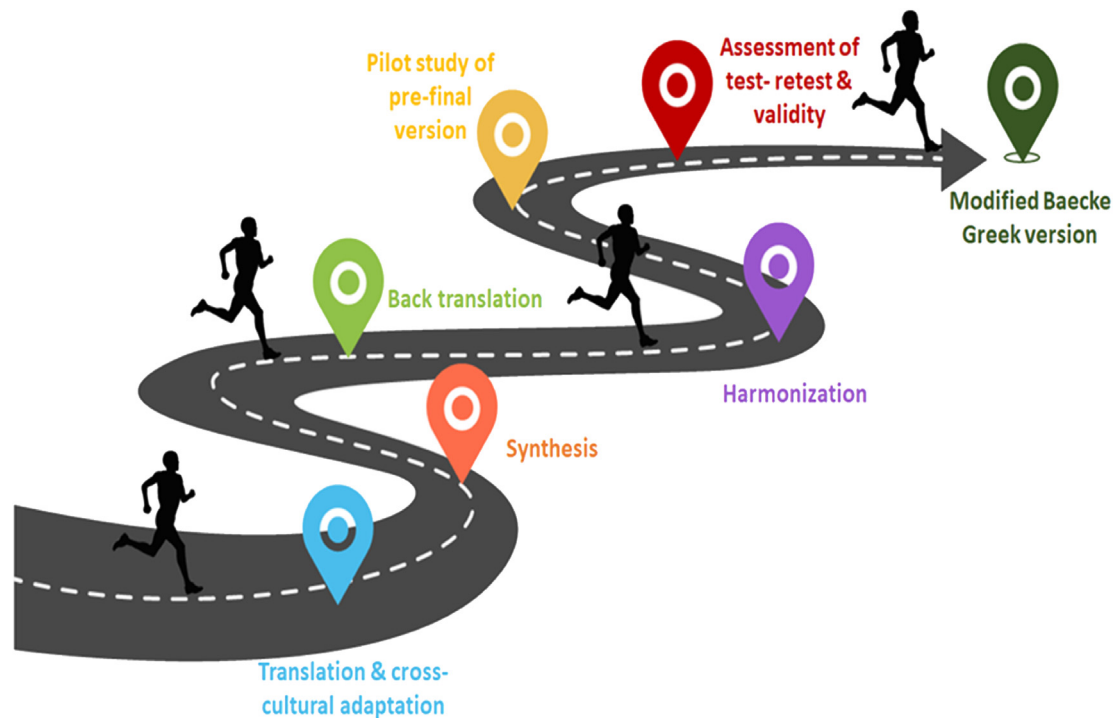 Pilot study of
pre-final
version
Assessment of
test- retest &
validity
Modified Baecke
Greek version
Back translation
Harmonization
Synthesis
Translation & cross-
cultural adaptation